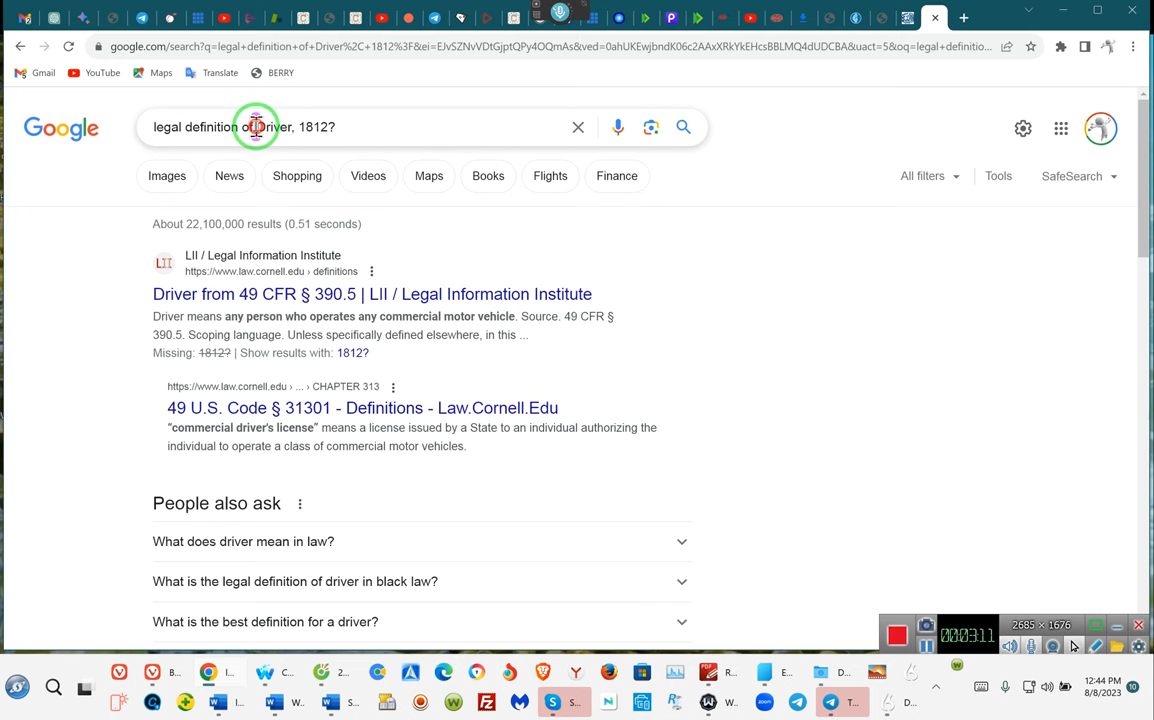 google.com/search?q=legal+definition+of+Driver%2C+1812%3F&ei=EJvSZNvVDtGjptQPy4OQmAs&ved=0ahUKEwjbndK06c2AAxXRkYkEHcsBBLMQ4dUDCBA&uact=5&oq=legal+definitio...
Gmail YouTube Maps Translate BERRY
Google legal definition of Driver, 1812?
Images News Shopping Videos Maps Books Flights Finance All filters Tools SafeSearch
About 22,100,000 results (0.51 seconds)
LII LII / Legal Information Institute
https://www.law.cornell.edu › definitions
Driver from 49 CFR § 390.5 | LII / Legal Information Institute
Driver means any person who operates any commercial motor vehicle. Source. 49 CFR §
390.5. Scoping language. Unless specifically defined elsewhere, in this ...
Missing: 1812? | Show results with: 1812?
https://www.law.cornell.edu › ... › CHAPTER 313
49 U.S. Code § 31301 - Definitions - Law.Cornell.Edu
“commercial driver's license” means a license issued by a State to an individual authorizing the
individual to operate a class of commercial motor vehicles.
People also ask
What does driver mean in law?
What is the legal definition of driver in black law?
What is the best definition for a driver?
2685 × 1676
00:03:11
B... I... C... 2... R... E... D...
I... W... S... S... W... T... D...
12:44 PM
8/8/2023
10